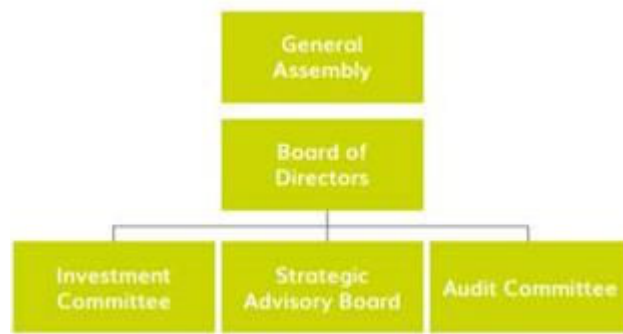 General
Assembly
Board of
Directors
Investment
Committee
Strategic
Advisory Board
Audit Committee